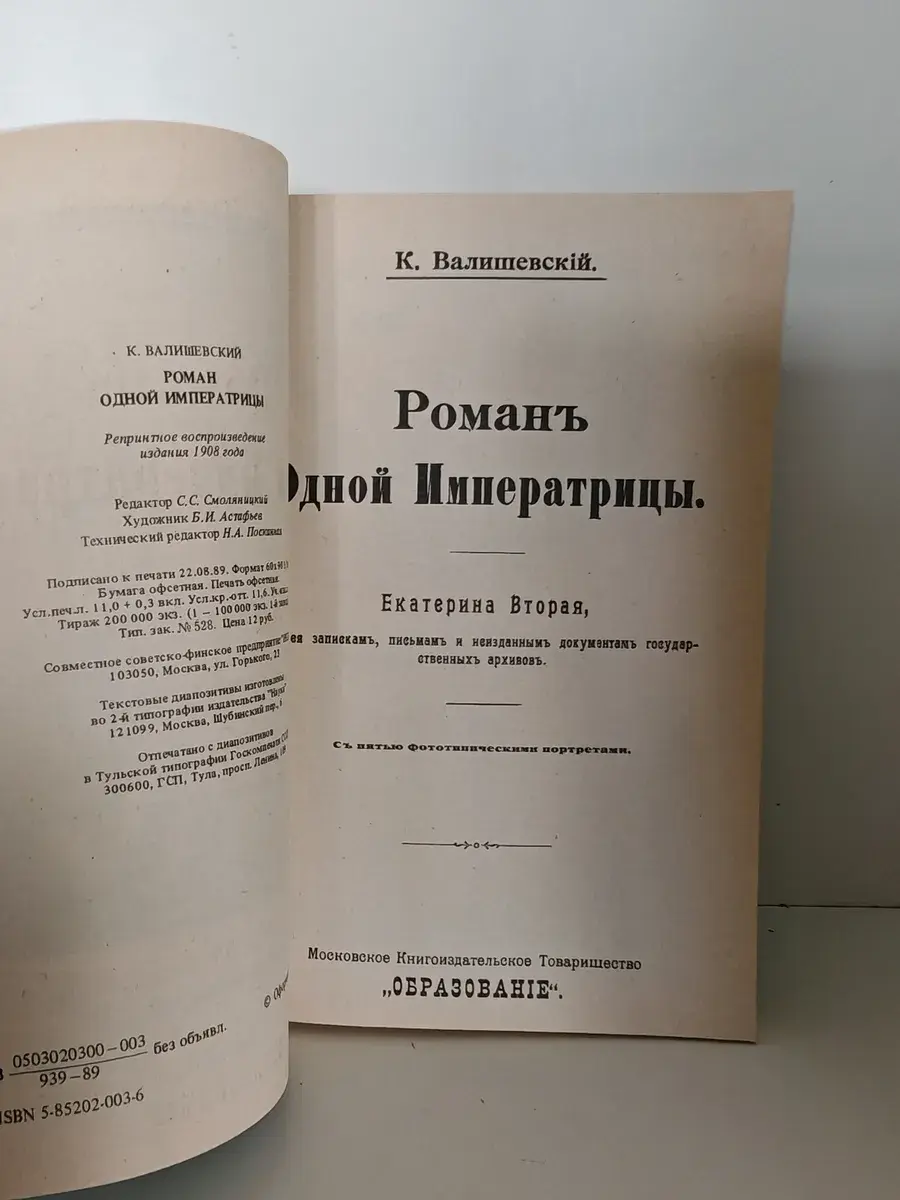 К. ВАЛИШЕВСКИЙ
РОМАН
ОДНОЙ ИМПЕРАТРИЦЫ
Репринтное воспроизведение
издания 1908 года
Редактор С.С. Смоляницкий
Художник Б.И. Астафьев
Технический редактор Н.А.
Подписано к печати 22.08.89. Формат
Бумага офсетная. Печать офсетная.
Усл.печ.л. 11,0 + 0,3 вкл. Усл.кр.-отт. 11,6.
Тираж 200 000 экз. (1 – 100 000 экз.
Тип. зак. № 528. Цена 12 руб.
Совместное советско-финское предприятие
103050, Москва, ул. Горького,
Текстовые диапозитивы изготовлены
во 2-й типографии издательства "Наука"
121099, Москва, Шубинский пер.,
Отпечатано с диапозитивов
в Тульской типографии
300600, ГСП, Тула, просп. Ленина,
©
0503020300–003
939–89
без объявл.
ISBN 5-85202-003-6
К. Валишевскій.
Романъ
Одной Императрицы.
Екатерина Вторая,
ея запискамъ, письмамъ и неизданнымъ документамъ государ-
ственныхъ архивовъ.
Съ пятью Фототипическими портретами.
Московское Книгоиздательское Товарищество
„ОБРАЗОВАНІЕ“.